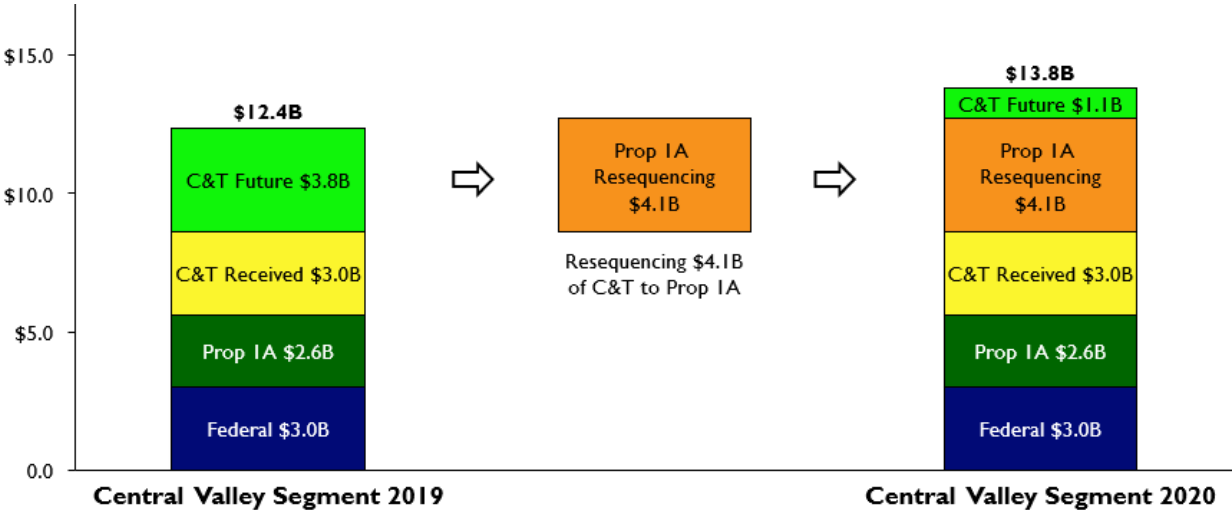 $15.0
$10.0
$5.0
0.0
$12.4B
C&T Future $3.8B
C&T Received $3.0B
Prop 1A $2.6B
Federal $3.0B
Central Valley Segment 2019
Prop 1A
Resequencing
$4.1B
Resequencing $4.1B
of C&T to Prop 1A
$13.8B
C&T Future $1.1B
Prop 1A
Resequencing
$4.1B
C&T Received $3.0B
Prop 1A $2.6B
Federal $3.0B
Central Valley Segment 2020